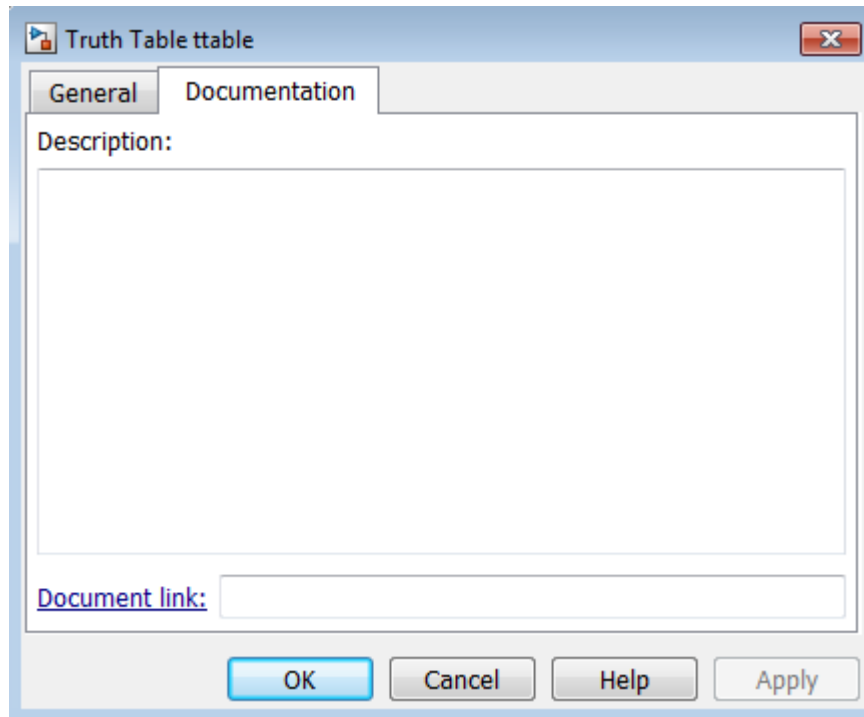 Truth Table ttable
General Documentation
Description:
Document link:
OK Cancel Help Apply